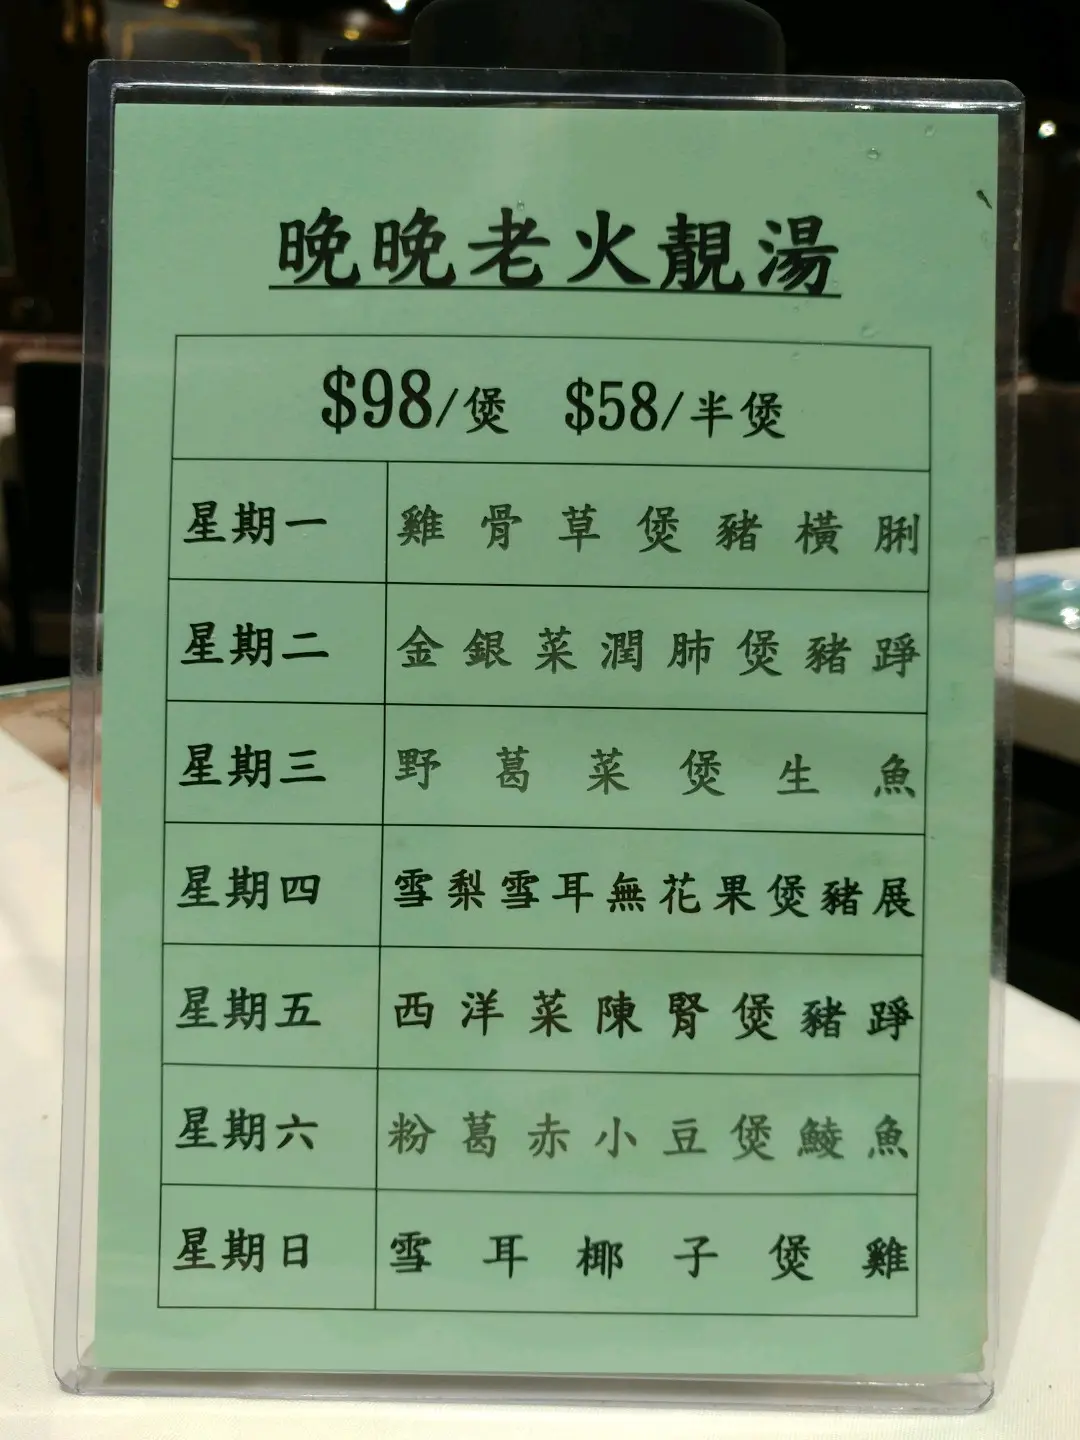 晚晚老火靚湯
$98/煲 $58/半煲
星期一 雞骨草煲豬橫脷
星期二 金銀菜潤肺煲豬踭
星期三 野葛菜煲生魚
星期四 雪梨雪耳無花果煲豬展
星期五 西洋菜陳腎煲豬踭
星期六 粉葛赤小豆煲鯪魚
星期日 雪耳椰子煲雞